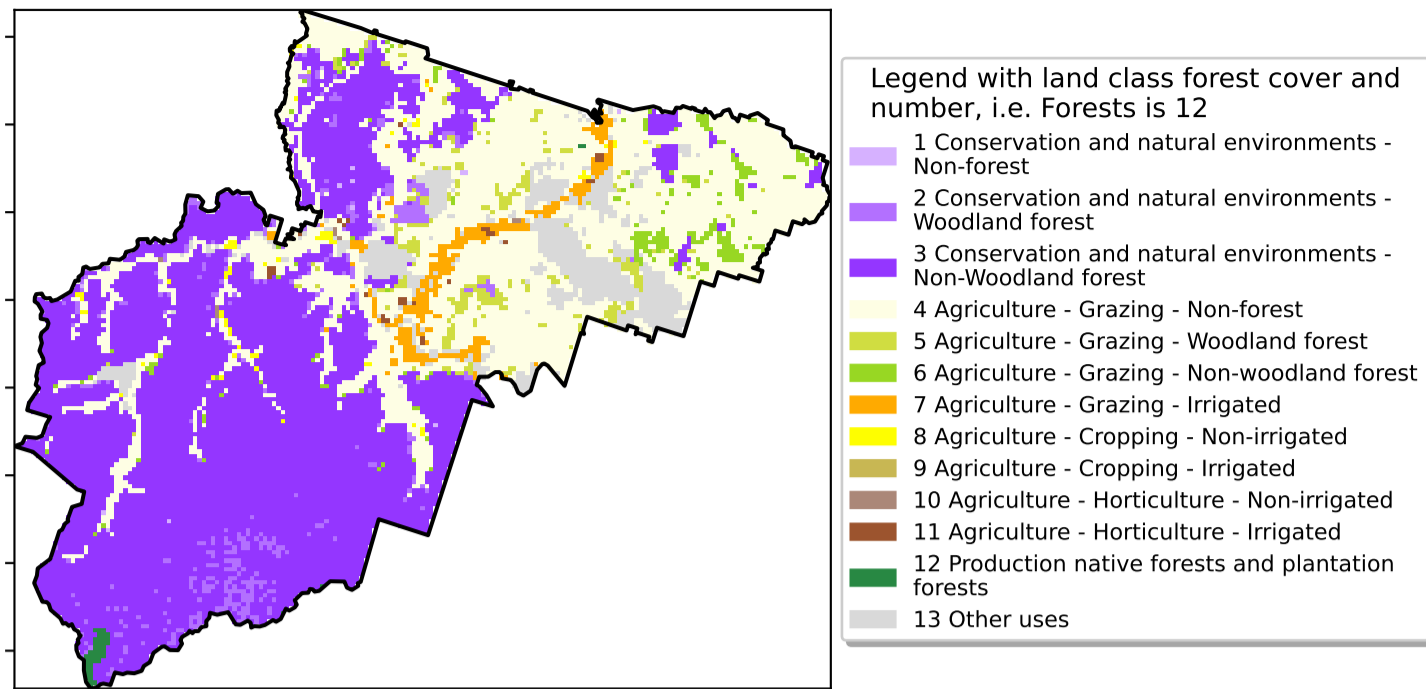 Legend with land class forest cover and
number, i.e. Forests is 12
1 Conservation and natural environments -
Non-forest
2 Conservation and natural environments -
Woodland forest
3 Conservation and natural environments -
Non-Woodland forest
4 Agriculture - Grazing - Non-forest
5 Agriculture - Grazing - Woodland forest
6 Agriculture - Grazing - Non-woodland forest
7 Agriculture - Grazing - Irrigated
8 Agriculture - Cropping - Non-irrigated
9 Agriculture - Cropping - Irrigated
10 Agriculture - Horticulture - Non-irrigated
11 Agriculture - Horticulture - Irrigated
12 Production native forests and plantation
forests
13 Other uses